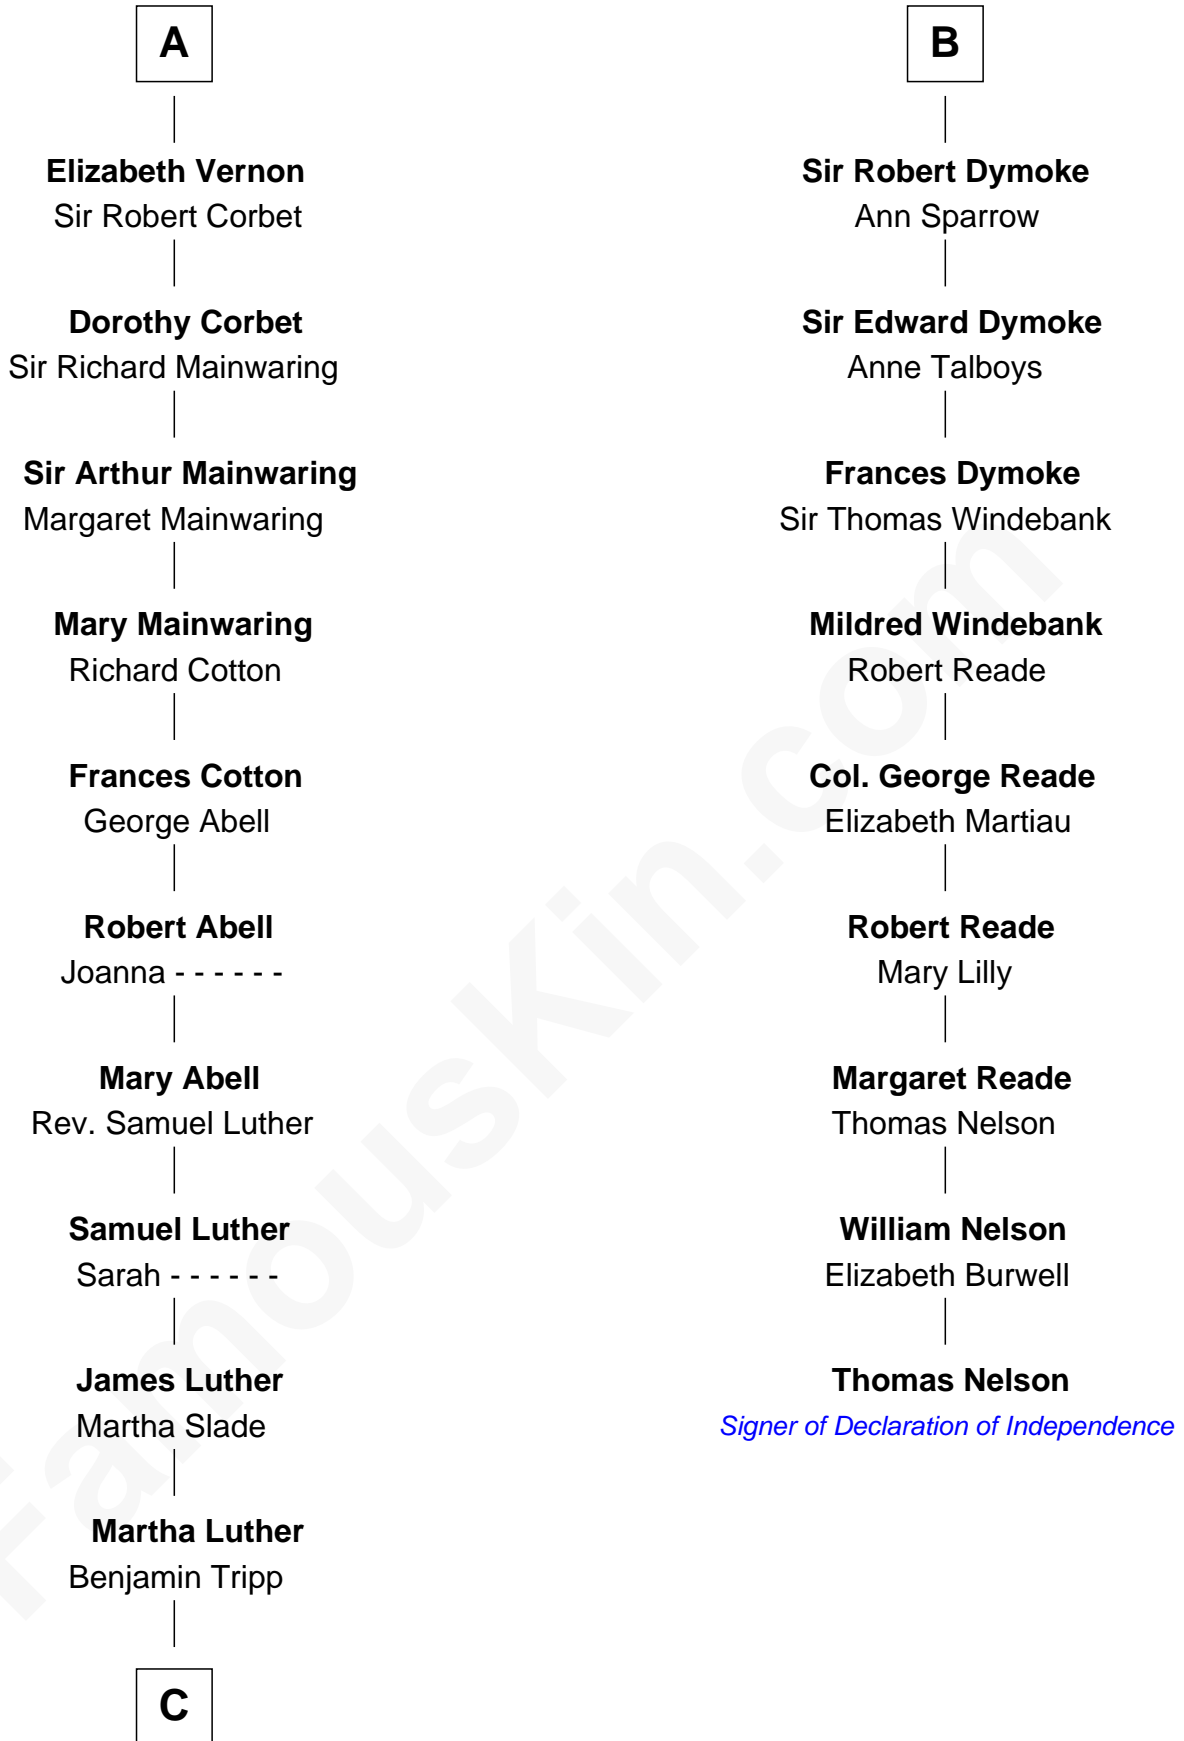 A
Elizabeth Vernon
Sir Robert Corbet
Dorothy Corbet
Sir Richard Mainwaring
Sir Arthur Mainwaring
Margaret Mainwaring
Mary Mainwaring
Richard Cotton
Frances Cotton
George Abell
Robert Abell
Joanna - - - - - -
Mary Abell
Rev. Samuel Luther
Samuel Luther
Sarah - - - - - -
James Luther
Martha Slade
Martha Luther
Benjamin Tripp
C
B
Sir Robert Dymoke
Ann Sparrow
Sir Edward Dymoke
Anne Talboys
Frances Dymoke
Sir Thomas Windebank
Mildred Windebank
Robert Reade
Col. George Reade
Elizabeth Martiau
Robert Reade
Mary Lilly
Margaret Reade
Thomas Nelson
William Nelson
Elizabeth Burwell
Thomas Nelson
Signer of Declaration of Independence
FamousKin.com